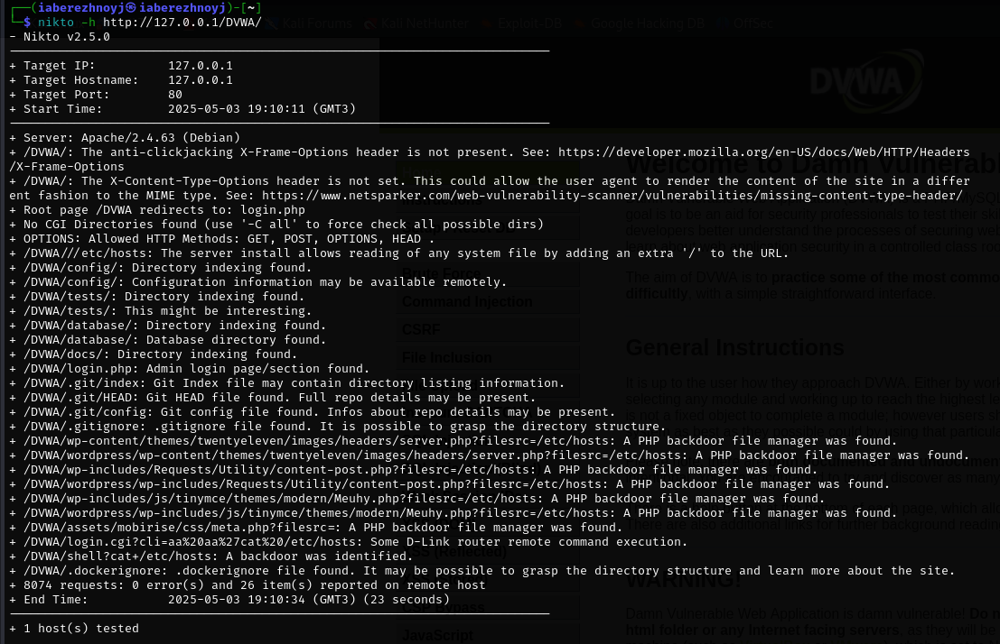 ┌──(iaberezhnoyj㉿iaberezhnoyj)-[~]
└─$ nikto -h http://127.0.0.1/DVWA/
- Nikto v2.5.0
+ Target IP:          127.0.0.1
+ Target Hostname:    127.0.0.1
+ Target Port:        80
+ Start Time:         2025-05-03 19:10:11 (GMT3)
+ Server: Apache/2.4.63 (Debian)
+ /DVWA/: The anti-clickjacking X-Frame-Options header is not present. See: https://developer.mozilla.org/en-US/docs/Web/HTTP/Headers
/X-Frame-Options
+ /DVWA/: The X-Content-Type-Options header is not set. This could allow the user agent to render the content of the site in a differ
ent fashion to the MIME type. See: https://www.netsparker.com/web-vulnerability-scanner/vulnerabilities/missing-content-type-header/
+ Root page /DVWA redirects to: login.php
+ No CGI Directories found (use '-C all' to force check all possible dirs)
+ OPTIONS: Allowed HTTP Methods: GET, POST, OPTIONS, HEAD .
+ /DVWA///etc/hosts: The server install allows reading of any system file by adding an extra '/' to the URL.
+ /DVWA/config/: Directory indexing found.
+ /DVWA/config/: Configuration information may be available remotely.
+ /DVWA/tests/: Directory indexing found.
+ /DVWA/tests/: This might be interesting.
+ /DVWA/database/: Directory indexing found.
+ /DVWA/database/: Database directory found.
+ /DVWA/docs/: Directory indexing found.
+ /DVWA/login.php: Admin login page/section found.
+ /DVWA/.git/index: Git Index file may contain directory listing information.
+ /DVWA/.git/HEAD: Git HEAD file found. Full repo details may be present.
+ /DVWA/.git/config: Git config file found. Infos about repo details may be present.
+ /DVWA/.gitignore: .gitignore file found. It is possible to grasp the directory structure.
+ /DVWA/wp-content/themes/twentyeleven/images/headers/server.php?filesrc=/etc/hosts: A PHP backdoor file manager was found.
+ /DVWA/wordpress/wp-content/themes/twentyeleven/images/headers/server.php?filesrc=/etc/hosts: A PHP backdoor file manager was found.
+ /DVWA/wp-includes/Requests/Utility/content-post.php?filesrc=/etc/hosts: A PHP backdoor file manager was found.
+ /DVWA/wordpress/wp-includes/Requests/Utility/content-post.php?filesrc=/etc/hosts: A PHP backdoor file manager was found.
+ /DVWA/wp-includes/js/tinymce/themes/modern/Meuhy.php?filesrc=/etc/hosts: A PHP backdoor file manager was found.
+ /DVWA/wordpress/wp-includes/js/tinymce/themes/modern/Meuhy.php?filesrc=/etc/hosts: A PHP backdoor file manager was found.
+ /DVWA/assets/mobirise/css/meta.php?filesrc=: A PHP backdoor file manager was found.
+ /DVWA/login.cgi?cli=aa%20aa%27cat%20/etc/hosts: Some D-Link router remote command execution.
+ /DVWA/shell?cat+/etc/hosts: A backdoor was identified.
+ /DVWA/.dockerignore: .dockerignore file found. It may be possible to grasp the directory structure and learn more about the site.
+ 8074 requests: 0 error(s) and 26 item(s) reported on remote host
+ End Time:           2025-05-03 19:10:34 (GMT3) (23 seconds)
+ 1 host(s) tested
Kali Forums
Kali NetHunter
Exploit-DB
Google Hacking DB
OffSec
DVWA
Welcome to Damn Vulnerab
The aim of DVWA is to practice some of the most commo
difficultly, with a simple straightforward interface
Brute Force
Command Injection
CSRF
File Inclusion
General Instructions
XSS (Reflected)
CSP Bypass
JavaScript
WARNING!
Damn Vulnerable Web Application is damn vulnerable! Do n
html folder or any Internet facing servers, as they will be